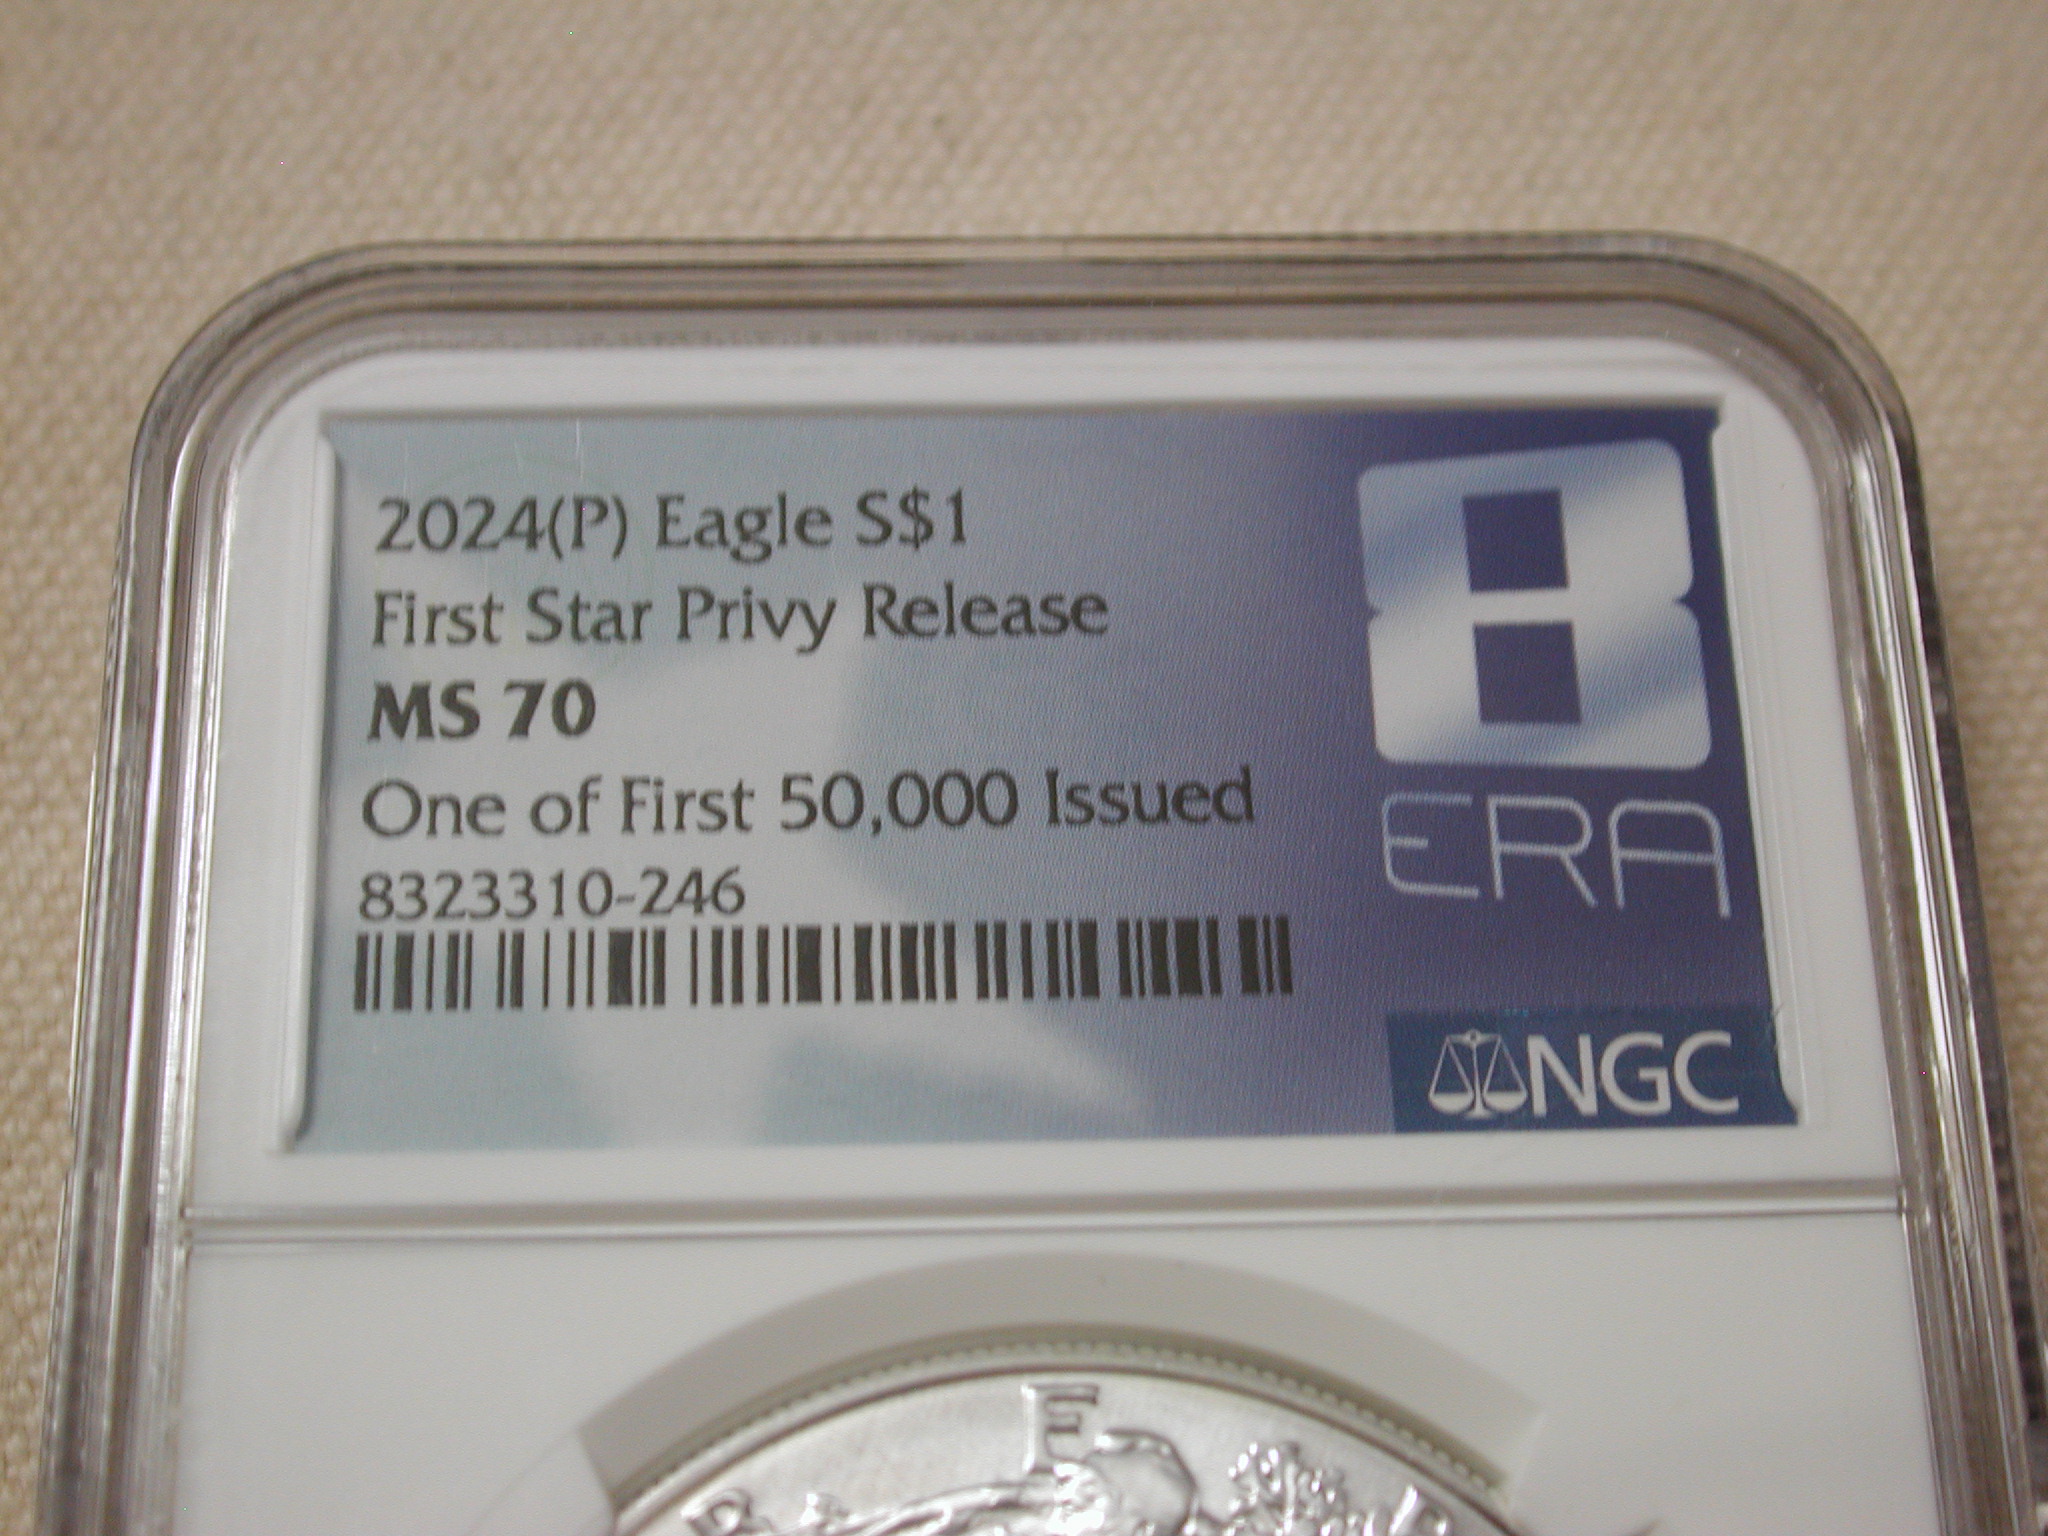 2024(P) Eagle S$1
First Star Privy Release
MS 70
One of First 50,000 Issued
8323310-246
8
ERA
NGC
E